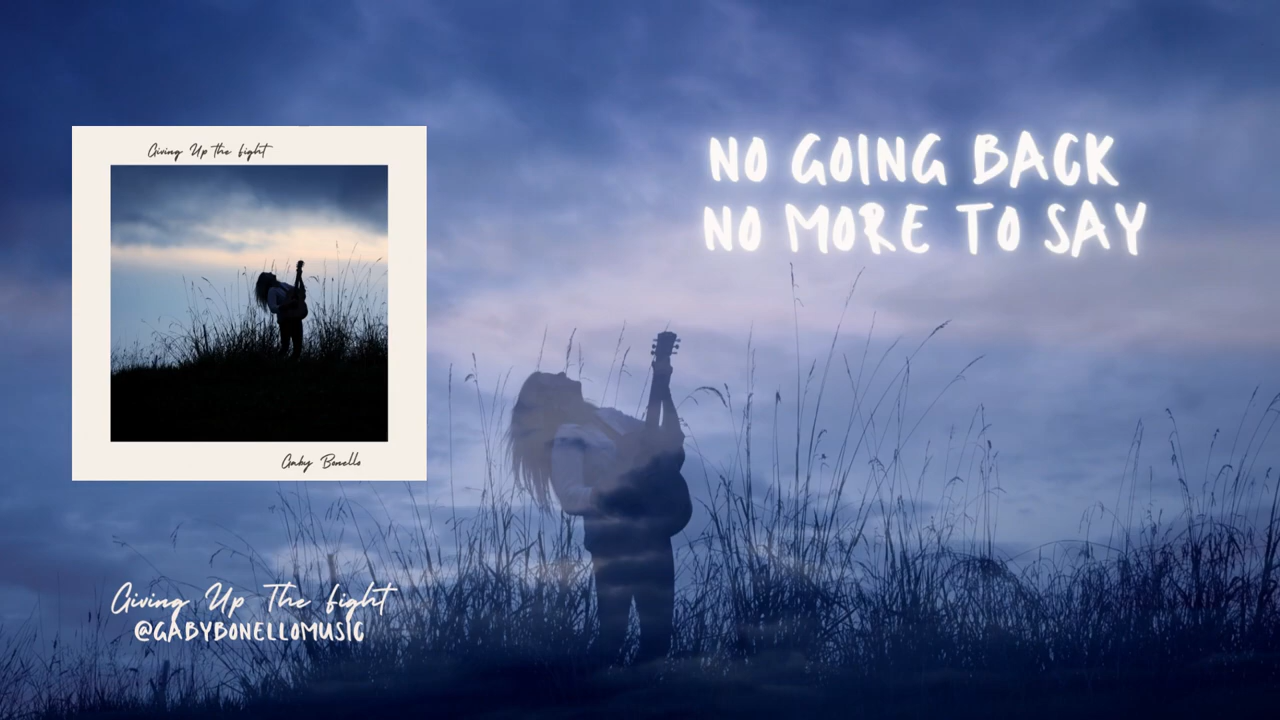 Giving Up The fight
Gaby Bonello
NO GOING BACK
NO MORE TO SAY
Giving Up The fight
@GABYBONELLOMUSIC